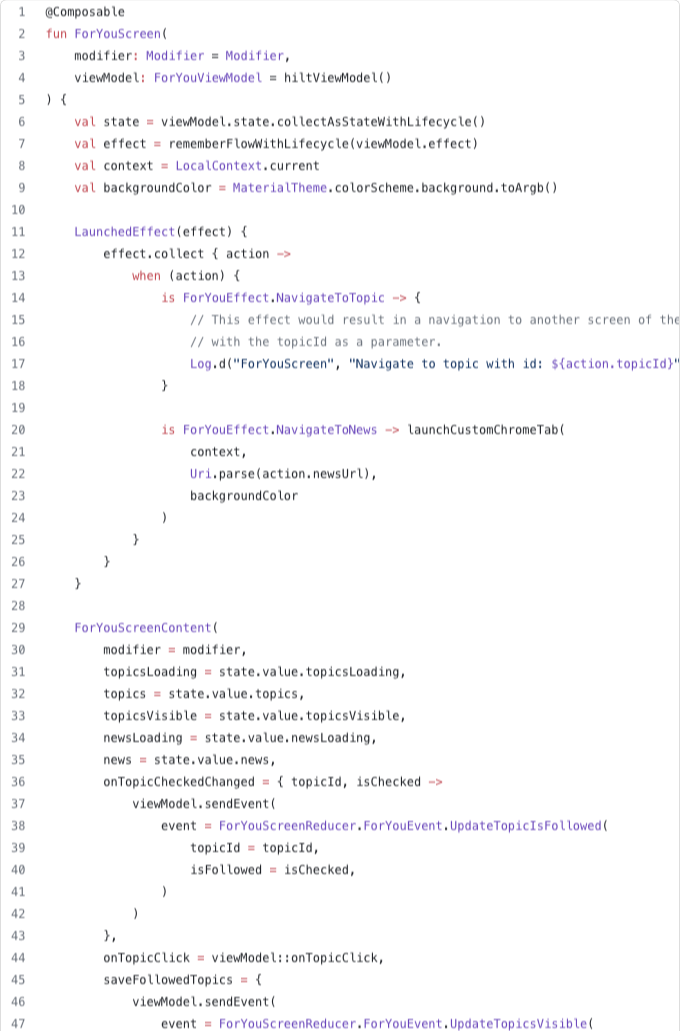 1 @Composable
2 fun ForYouScreen(
3     modifier: Modifier = Modifier,
4     viewModel: ForYouViewModel = hiltViewModel()
5 ) {
6     val state = viewModel.state.collectAsStateWithLifecycle()
7     val effect = rememberFlowWithLifecycle(viewModel.effect)
8     val context = LocalContext.current
9     val backgroundColor = MaterialTheme.colorScheme.background.toArgb()
10
11     LaunchedEffect(effect) {
12         effect.collect { action ->
13             when (action) {
14                 is ForYouEffect.NavigateToTopic -> {
15                     // This effect would result in a navigation to another screen of the
16                     // with the topicId as a parameter.
17                     Log.d("ForYouScreen", "Navigate to topic with id: ${action.topicId}"
18                 }
19
20                 is ForYouEffect.NavigateToNews -> launchCustomChromeTab(
21                     context,
22                     Uri.parse(action.newsUrl),
23                     backgroundColor
24                 )
25             }
26         }
27     }
28
29     ForYouScreenContent(
30         modifier = modifier,
31         topicsLoading = state.value.topicsLoading,
32         topics = state.value.topics,
33         topicsVisible = state.value.topicsVisible,
34         newsLoading = state.value.newsLoading,
35         news = state.value.news,
36         onTopicCheckedChanged = { topicId, isChecked ->
37             viewModel.sendEvent(
38                 event = ForYouScreenReducer.ForYouEvent.UpdateTopicIsFollowed(
39                     topicId = topicId,
40                     isFollowed = isChecked,
41                 )
42             )
43         },
44         onTopicClick = viewModel::onTopicClick,
45         saveFollowedTopics = {
46             viewModel.sendEvent(
47                 event = ForYouScreenReducer.ForYouEvent.UpdateTopicsVisible(